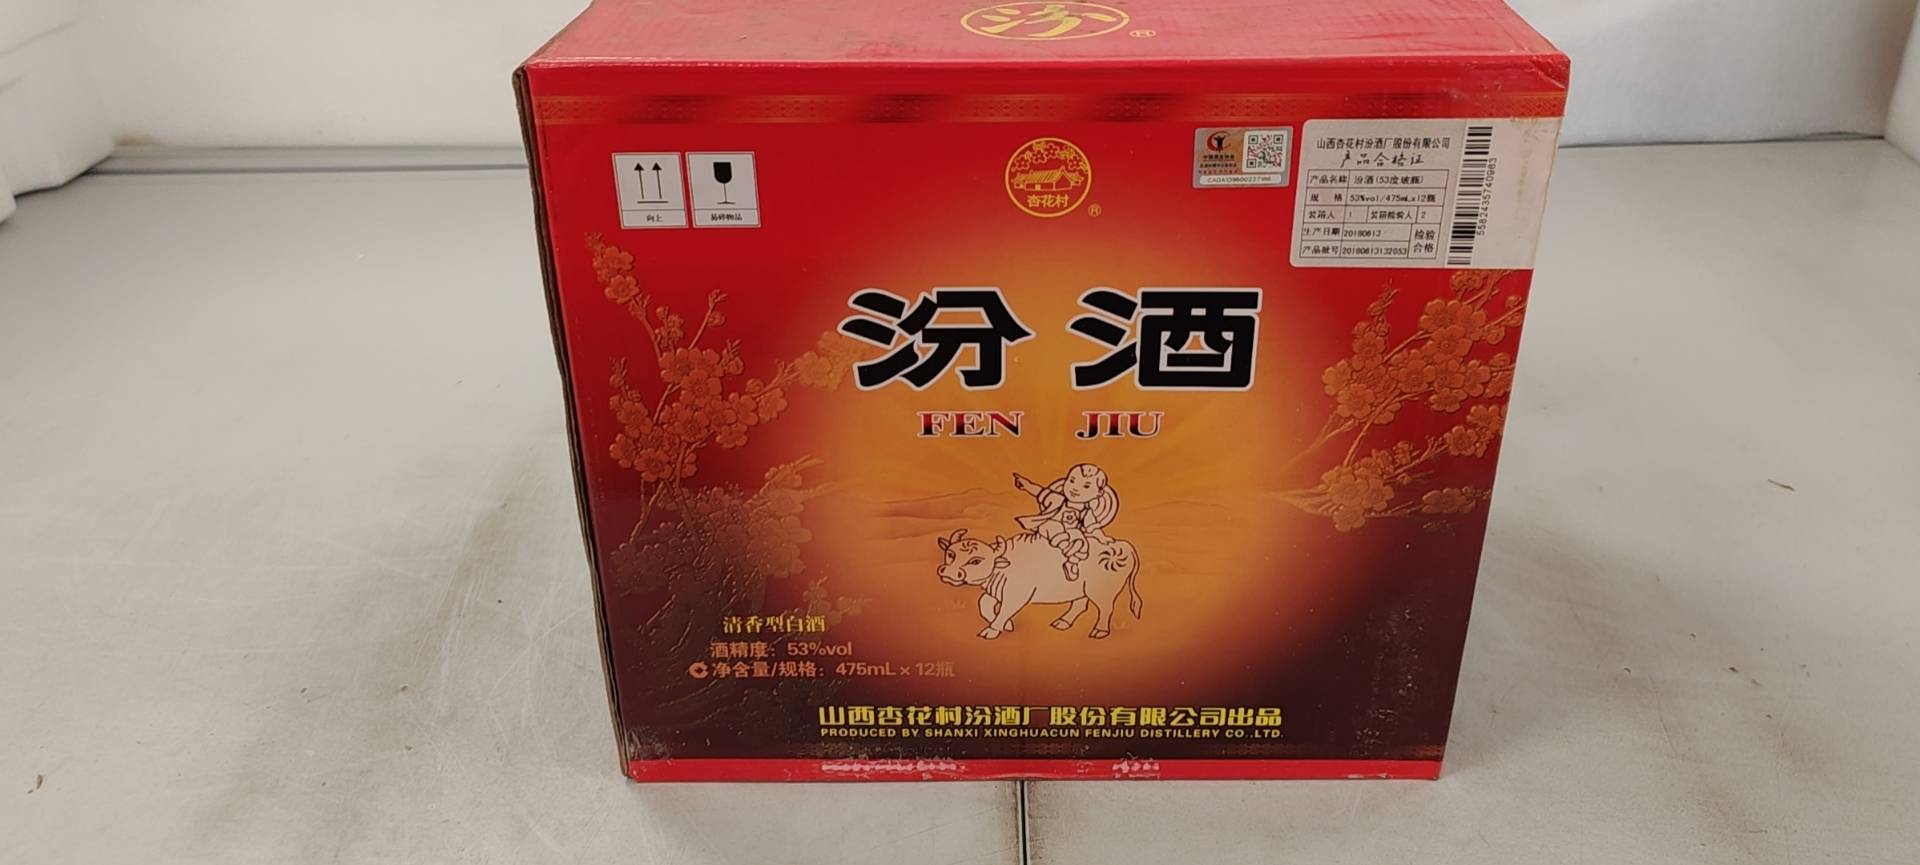 汾
®
向上
易碎物品
杏花村
®
山西杏花村汾酒厂股份有限公司
产品合格证
产品名称 汾酒(53度玻瓶)
规 格 53%vol/475mLx12瓶
装箱人 1 装箱检验人 2
生产日期 20180613 检验
产品批号 20180613132053 合格
5582435740963
汾酒
FEN JIU
清香型白酒
酒精度：53%vol
净含量/规格：475mL×12瓶
山西杏花村汾酒厂股份有限公司出品
PRODUCED BY SHANXI XINGHUACUN FENJIU DISTILLERY CO.,LTD.